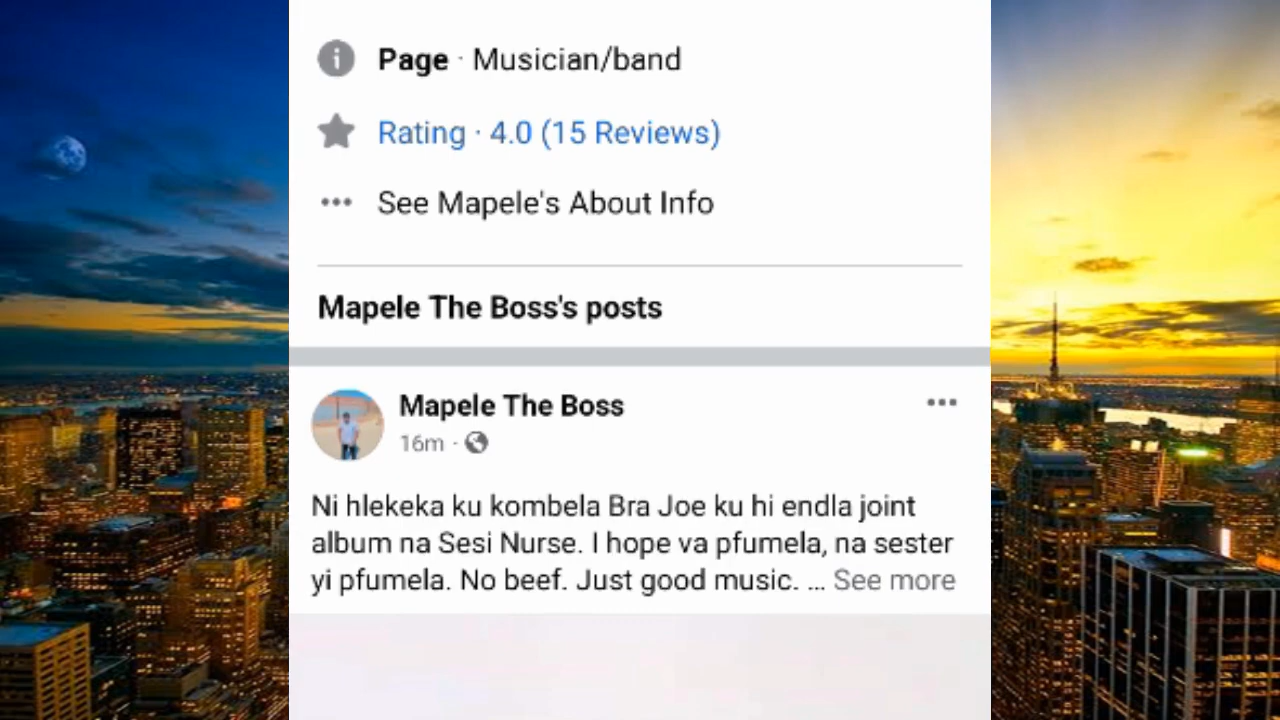 Page · Musician/band
Rating · 4.0 (15 Reviews)
See Mapele's About Info
Mapele The Boss's posts
Mapele The Boss
16m ·
Ni hlekeka ku kombela Bra Joe ku hi endla joint
album na Sesi Nurse. I hope va pfumela, na sester
yi pfumela. No beef. Just good music. ... See more